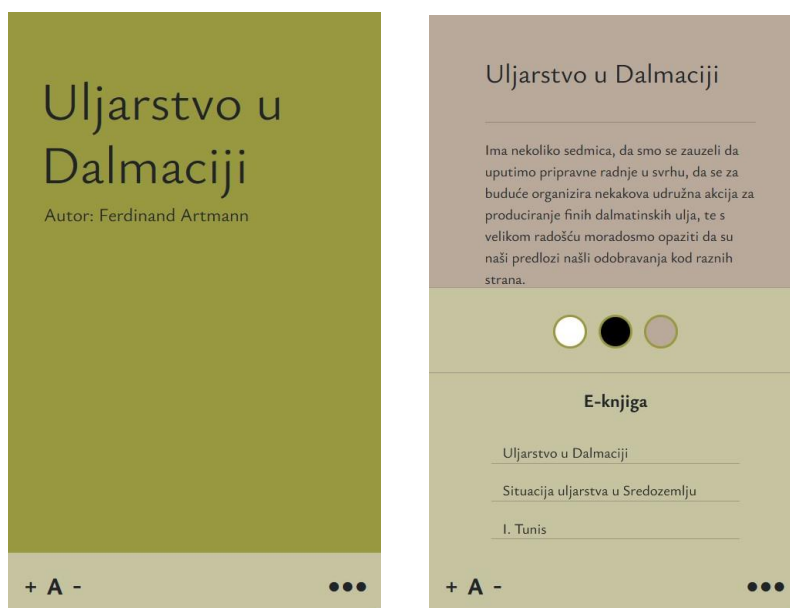 Uljarstvo u
Dalmaciji
Autor: Ferdinand Artmann
+ A -
Uljarstvo u Dalmaciji
Ima nekoliko sedmica, da smo se zauzeli da
uputimo pripravne radnje u svrhu, da se za
buduće organizira nekakova udružna akcija za
produciranje finih dalmatinskih ulja, te s
velikom radošću moradosmo opaziti da su
naši predlozi našli odobravanja kod raznih
strana.
E-knjiga
Uljarstvo u Dalmaciji
Situacija uljarstva u Sredozemlju
I. Tunis
+ A -